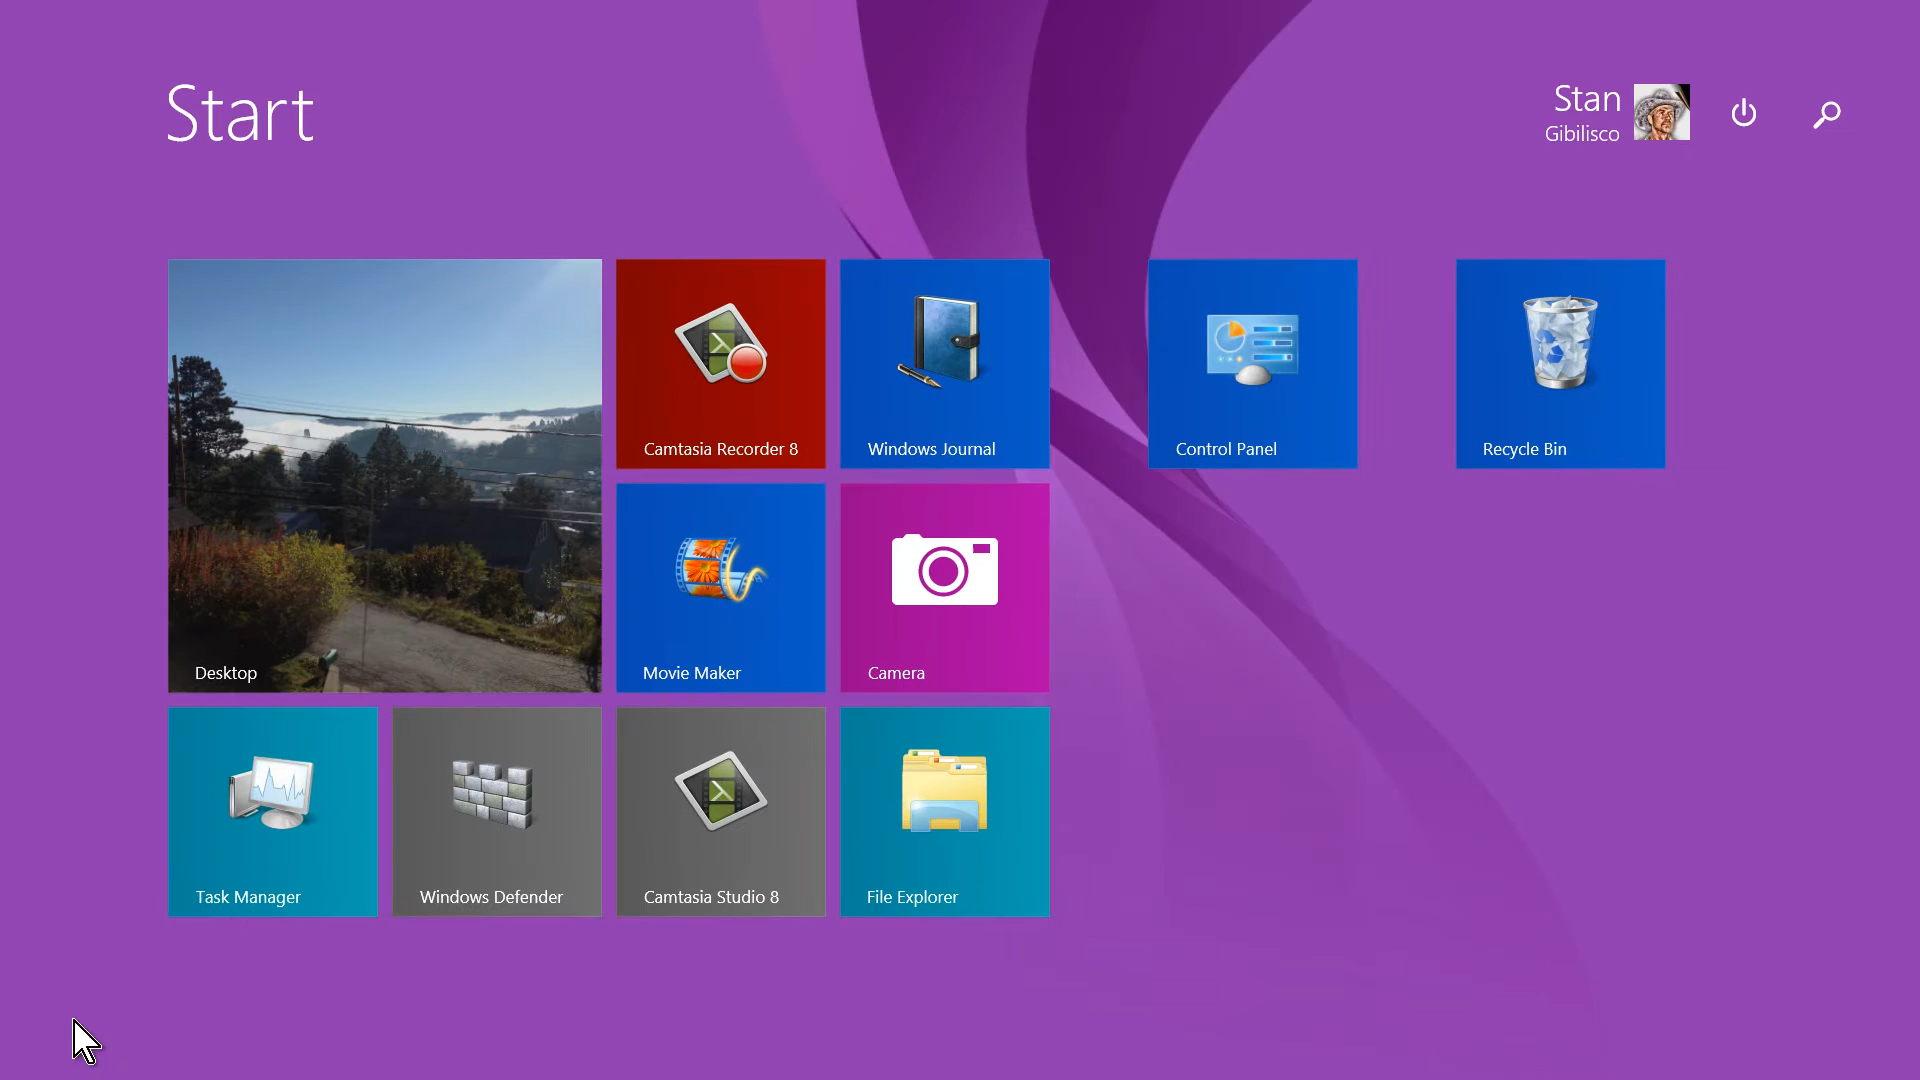 Start
Stan
Gibilisco
Camtasia Recorder 8
Windows Journal
Control Panel
Recycle Bin
Desktop
Movie Maker
Camera
Task Manager
Windows Defender
Camtasia Studio 8
File Explorer